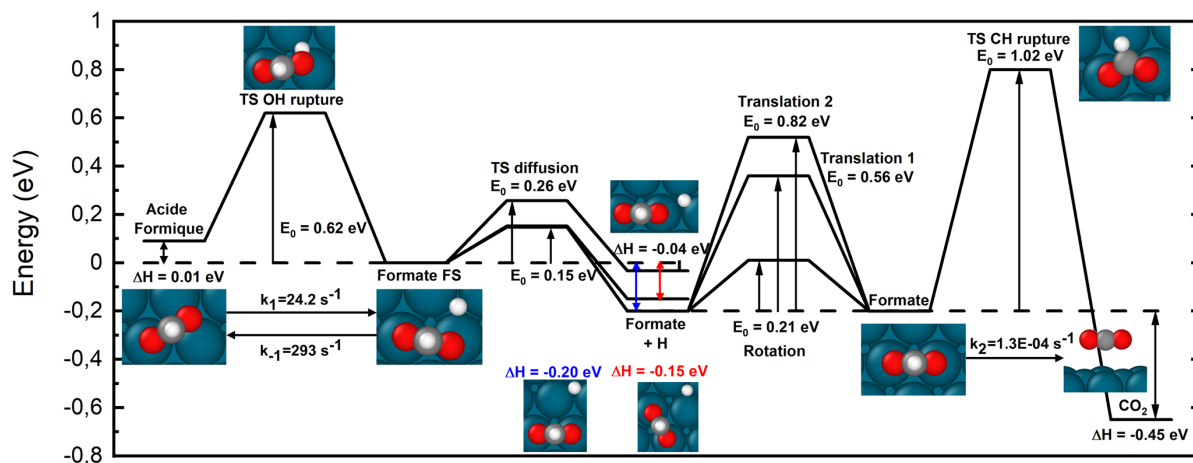 Energy (eV)
1
0,8
0,6
0,4
0,2
0
-0,2
-0,4
-0,6
-0,8
TS OH rupture
Acide
Formique
E0 = 0.62 eV
ΔH = 0.01 eV
k1=24.2 s-1
k-1=293 s-1
Formate FS
TS diffusion
E0 = 0.26 eV
E0 = 0.15 eV
ΔH = -0.04 eV
Formate
+ H
ΔH = -0.20 eV
ΔH = -0.15 eV
Translation 2
E0 = 0.82 eV
Translation 1
E0 = 0.56 eV
E0 = 0.21 eV
Rotation
Formate
TS CH rupture
E0 = 1.02 eV
k2=1.3E-04 s-1
CO2
ΔH = -0.45 eV